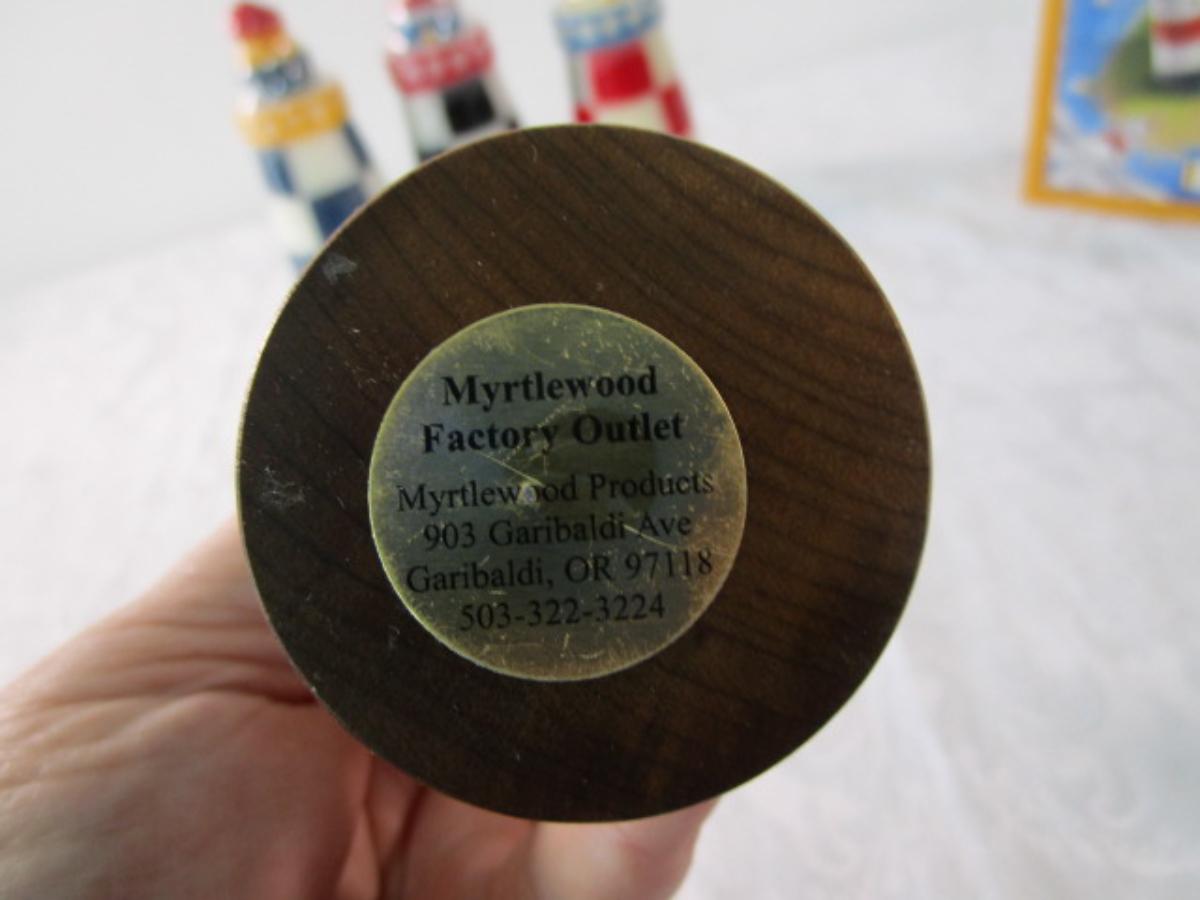 Myrtlewood
Factory Outlet
Myrtlewood Products
903 Garibaldi Ave
Garibaldi, OR 97118
503-322-3224